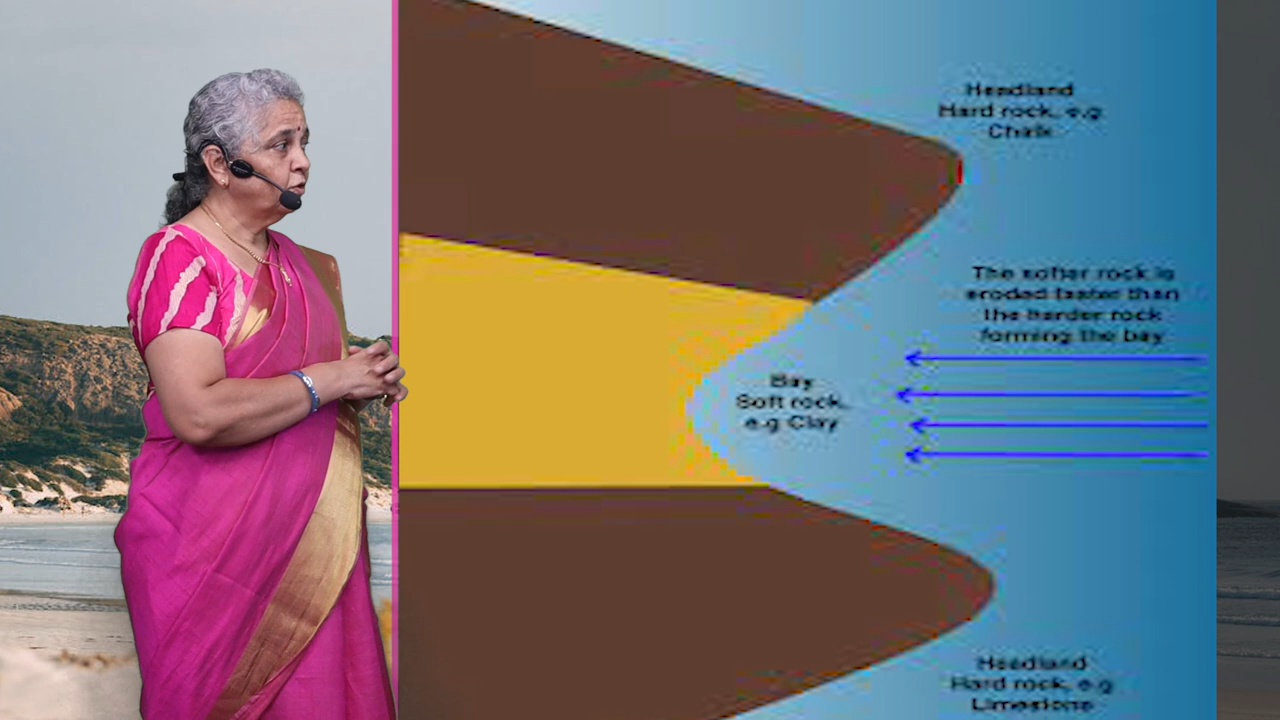 Headland
Hard rock, e.g
Chalk
The softer rock is
eroded faster than
the harder rock
forming the bay
Bay
Soft rock,
e.g Clay
Headland
Hard rock, e.g
Limestone